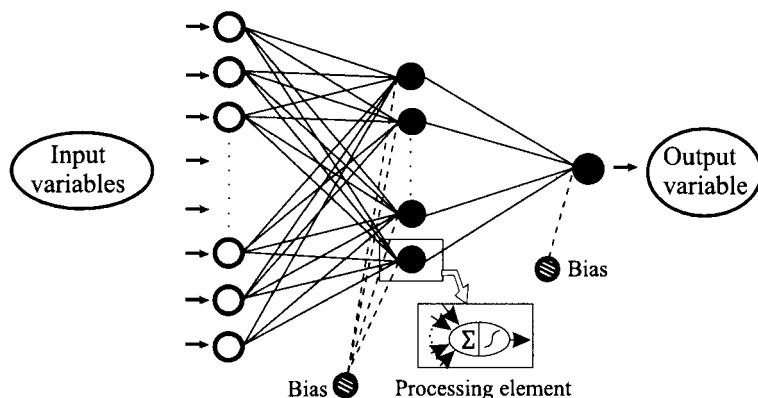 Input
variables
Output
variable
Bias
Σ
Bias
Processing element